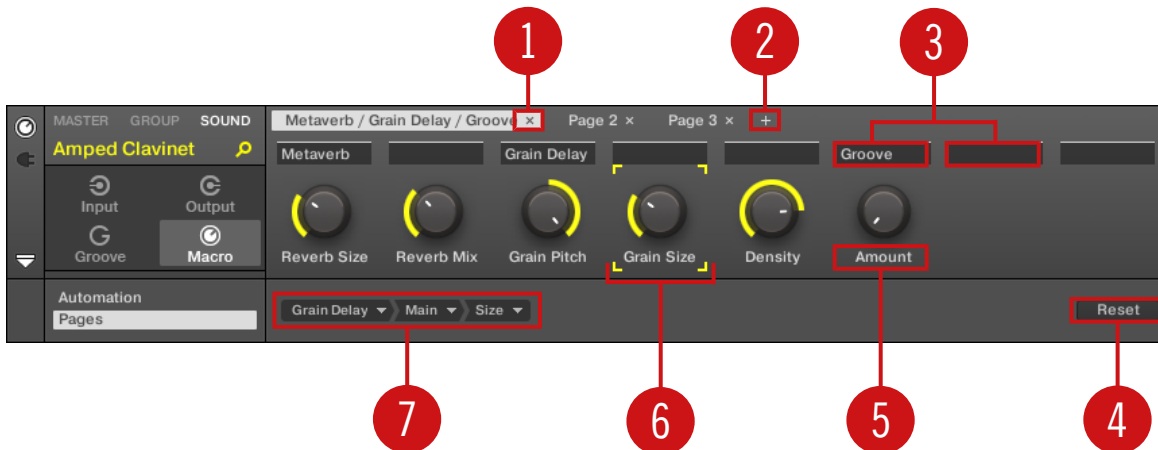 1 2 3
MASTER GROUP SOUND Metaverb / Grain Delay / Groove × Page 2 × Page 3 × +
Amped Clavinet Metaverb Grain Delay Groove
Input Output
Groove Macro Reverb Size Reverb Mix Grain Pitch Grain Size Density Amount
Automation
Pages Grain Delay Main Size Reset
7 6 5 4